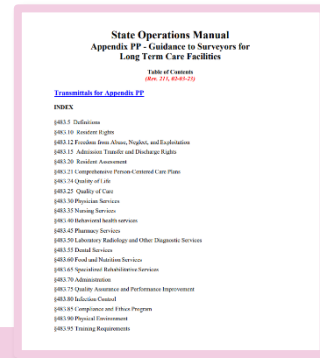 State Operations Manual
Appendix PP - Guidance to Surveyors for
Long Term Care Facilities
Table of Contents
(Rev. 211, 02-03-23)
Transmittals for Appendix PP
INDEX
§483.5 Definitions
§483.10 Resident Rights
§483.12 Freedom from Abuse, Neglect, and Exploitation
§483.15 Admission Transfer and Discharge Rights
§483.20 Resident Assessment
§483.21 Comprehensive Person-Centered Care Plans
§483.24 Quality of Life
§483.25 Quality of Care
§483.30 Physician Services
§483.35 Nursing Services
§483.40 Behavioral health services
§483.45 Pharmacy Services
§483.50 Laboratory Radiology and Other Diagnostic Services
§483.55 Dental Services
§483.60 Food and Nutrition Services
§483.65 Specialized Rehabilitative Services
§483.70 Administration
§483.75 Quality Assurance and Performance Improvement
§483.80 Infection Control
§483.85 Compliance and Ethics Program
§483.90 Physical Environment
§483.95 Training Requirements